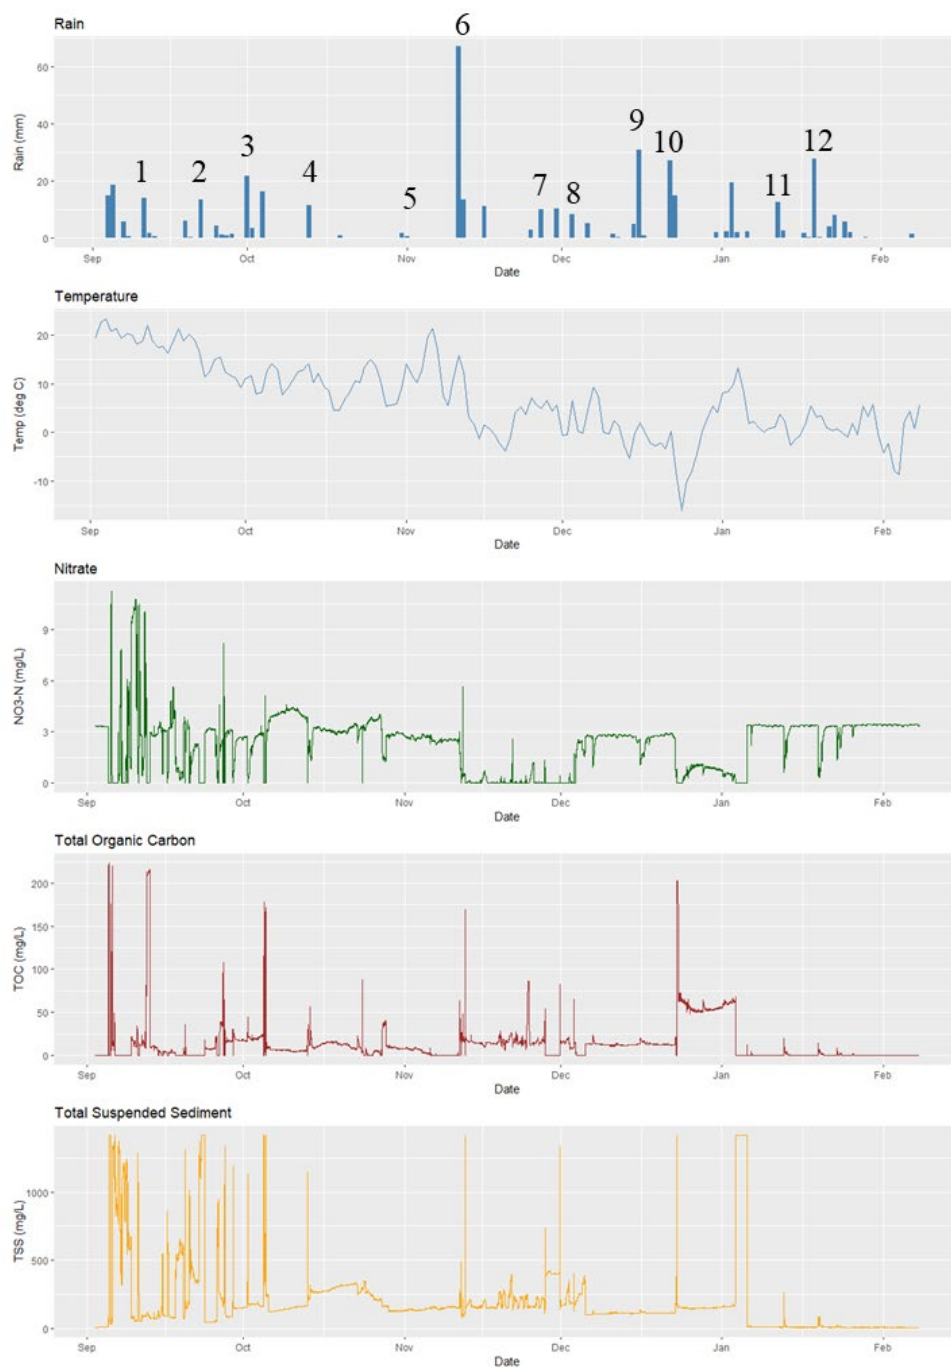 Rain
6
9
10
12
3
1
2
4
7
8
11
5
60
40
20
0
Rain (mm)
Sep Oct Nov Dec Jan Feb
Date
Temperature
20
10
0
-10
Temp (deg C)
Sep Oct Nov Dec Jan Feb
Date
Nitrate
9
6
3
0
NO3-N (mg/L)
Sep Oct Nov Dec Jan Feb
Date
Total Organic Carbon
200
150
100
50
0
TOC (mg/L)
Sep Oct Nov Dec Jan Feb
Date
Total Suspended Sediment
1000
500
0
TSS (mg/L)
Sep Oct Nov Dec Jan Feb
Date